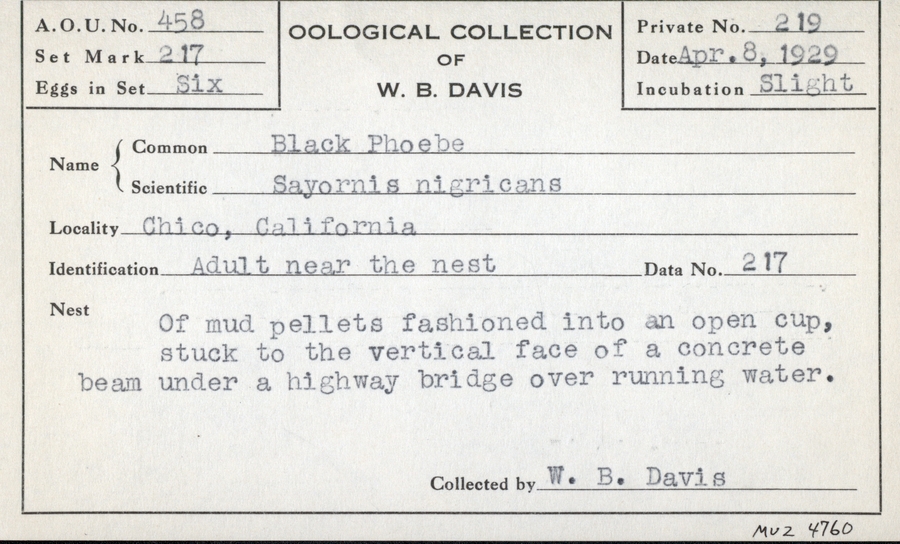 A.O.U. No. 458
Set Mark 217
Eggs in Set Six
OOLOGICAL COLLECTION
OF
W. B. DAVIS
Private No. 219
Date Apr. 8, 1929
Incubation Slight
Name
Common Black Phoebe
Scientific Sayornis nigricans
Locality Chico, California
Identification Adult near the nest Data No. 217
Nest
Of mud pellets fashioned into an open cup,
stuck to the vertical face of a concrete
beam under a highway bridge over running water.
Collected by W. B. Davis
MVZ 4760